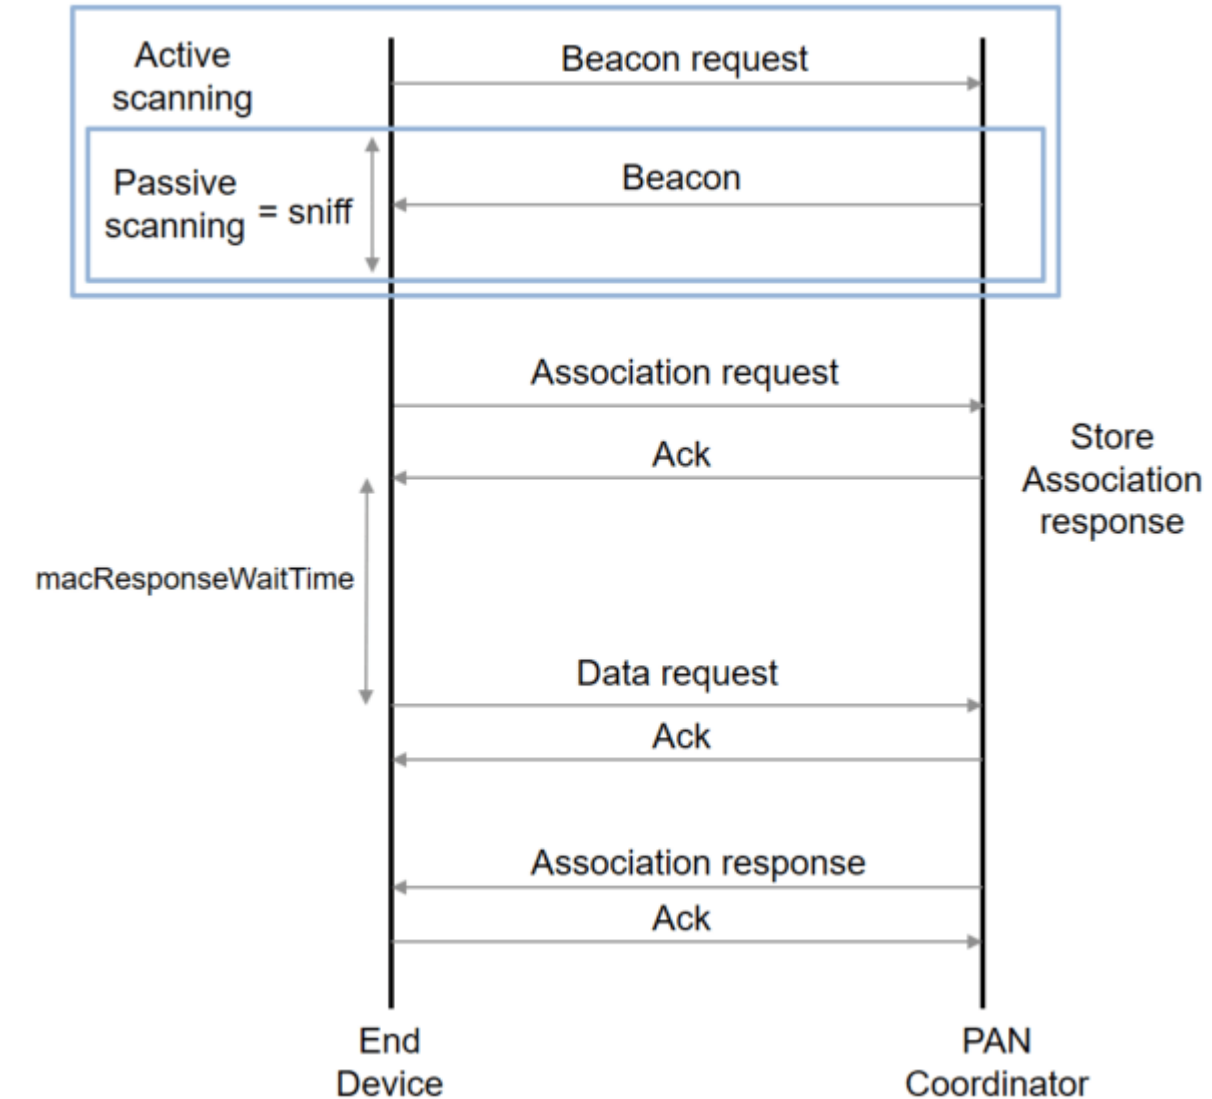 Active
scanning
Beacon request
Passive
scanning
= sniff
Beacon
Association request
Ack
Store
Association
response
macResponseWaitTime
Data request
Ack
Association response
Ack
End
Device
PAN
Coordinator